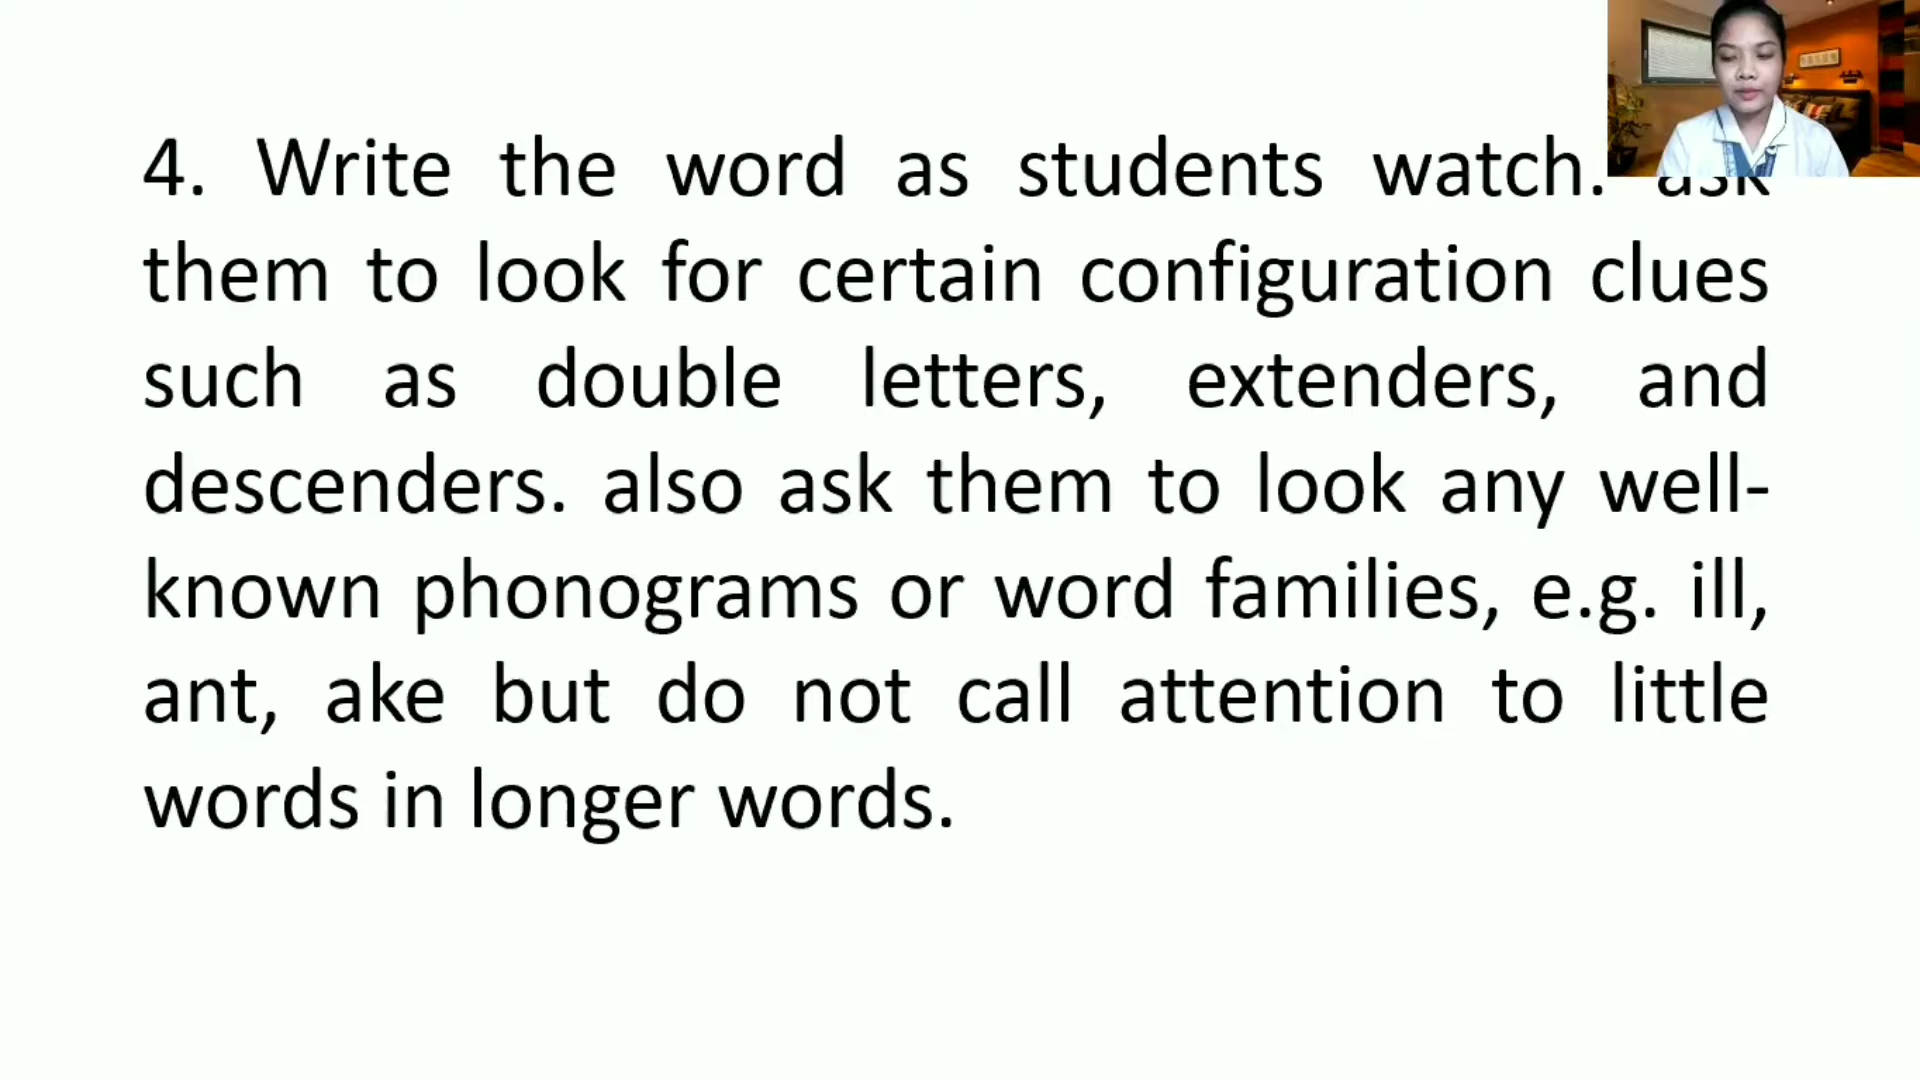 4. Write the word as students watch. ask
them to look for certain configuration clues
such as double letters, extenders, and
descenders. also ask them to look any well-
known phonograms or word families, e.g. ill,
ant, ake but do not call attention to little
words in longer words.